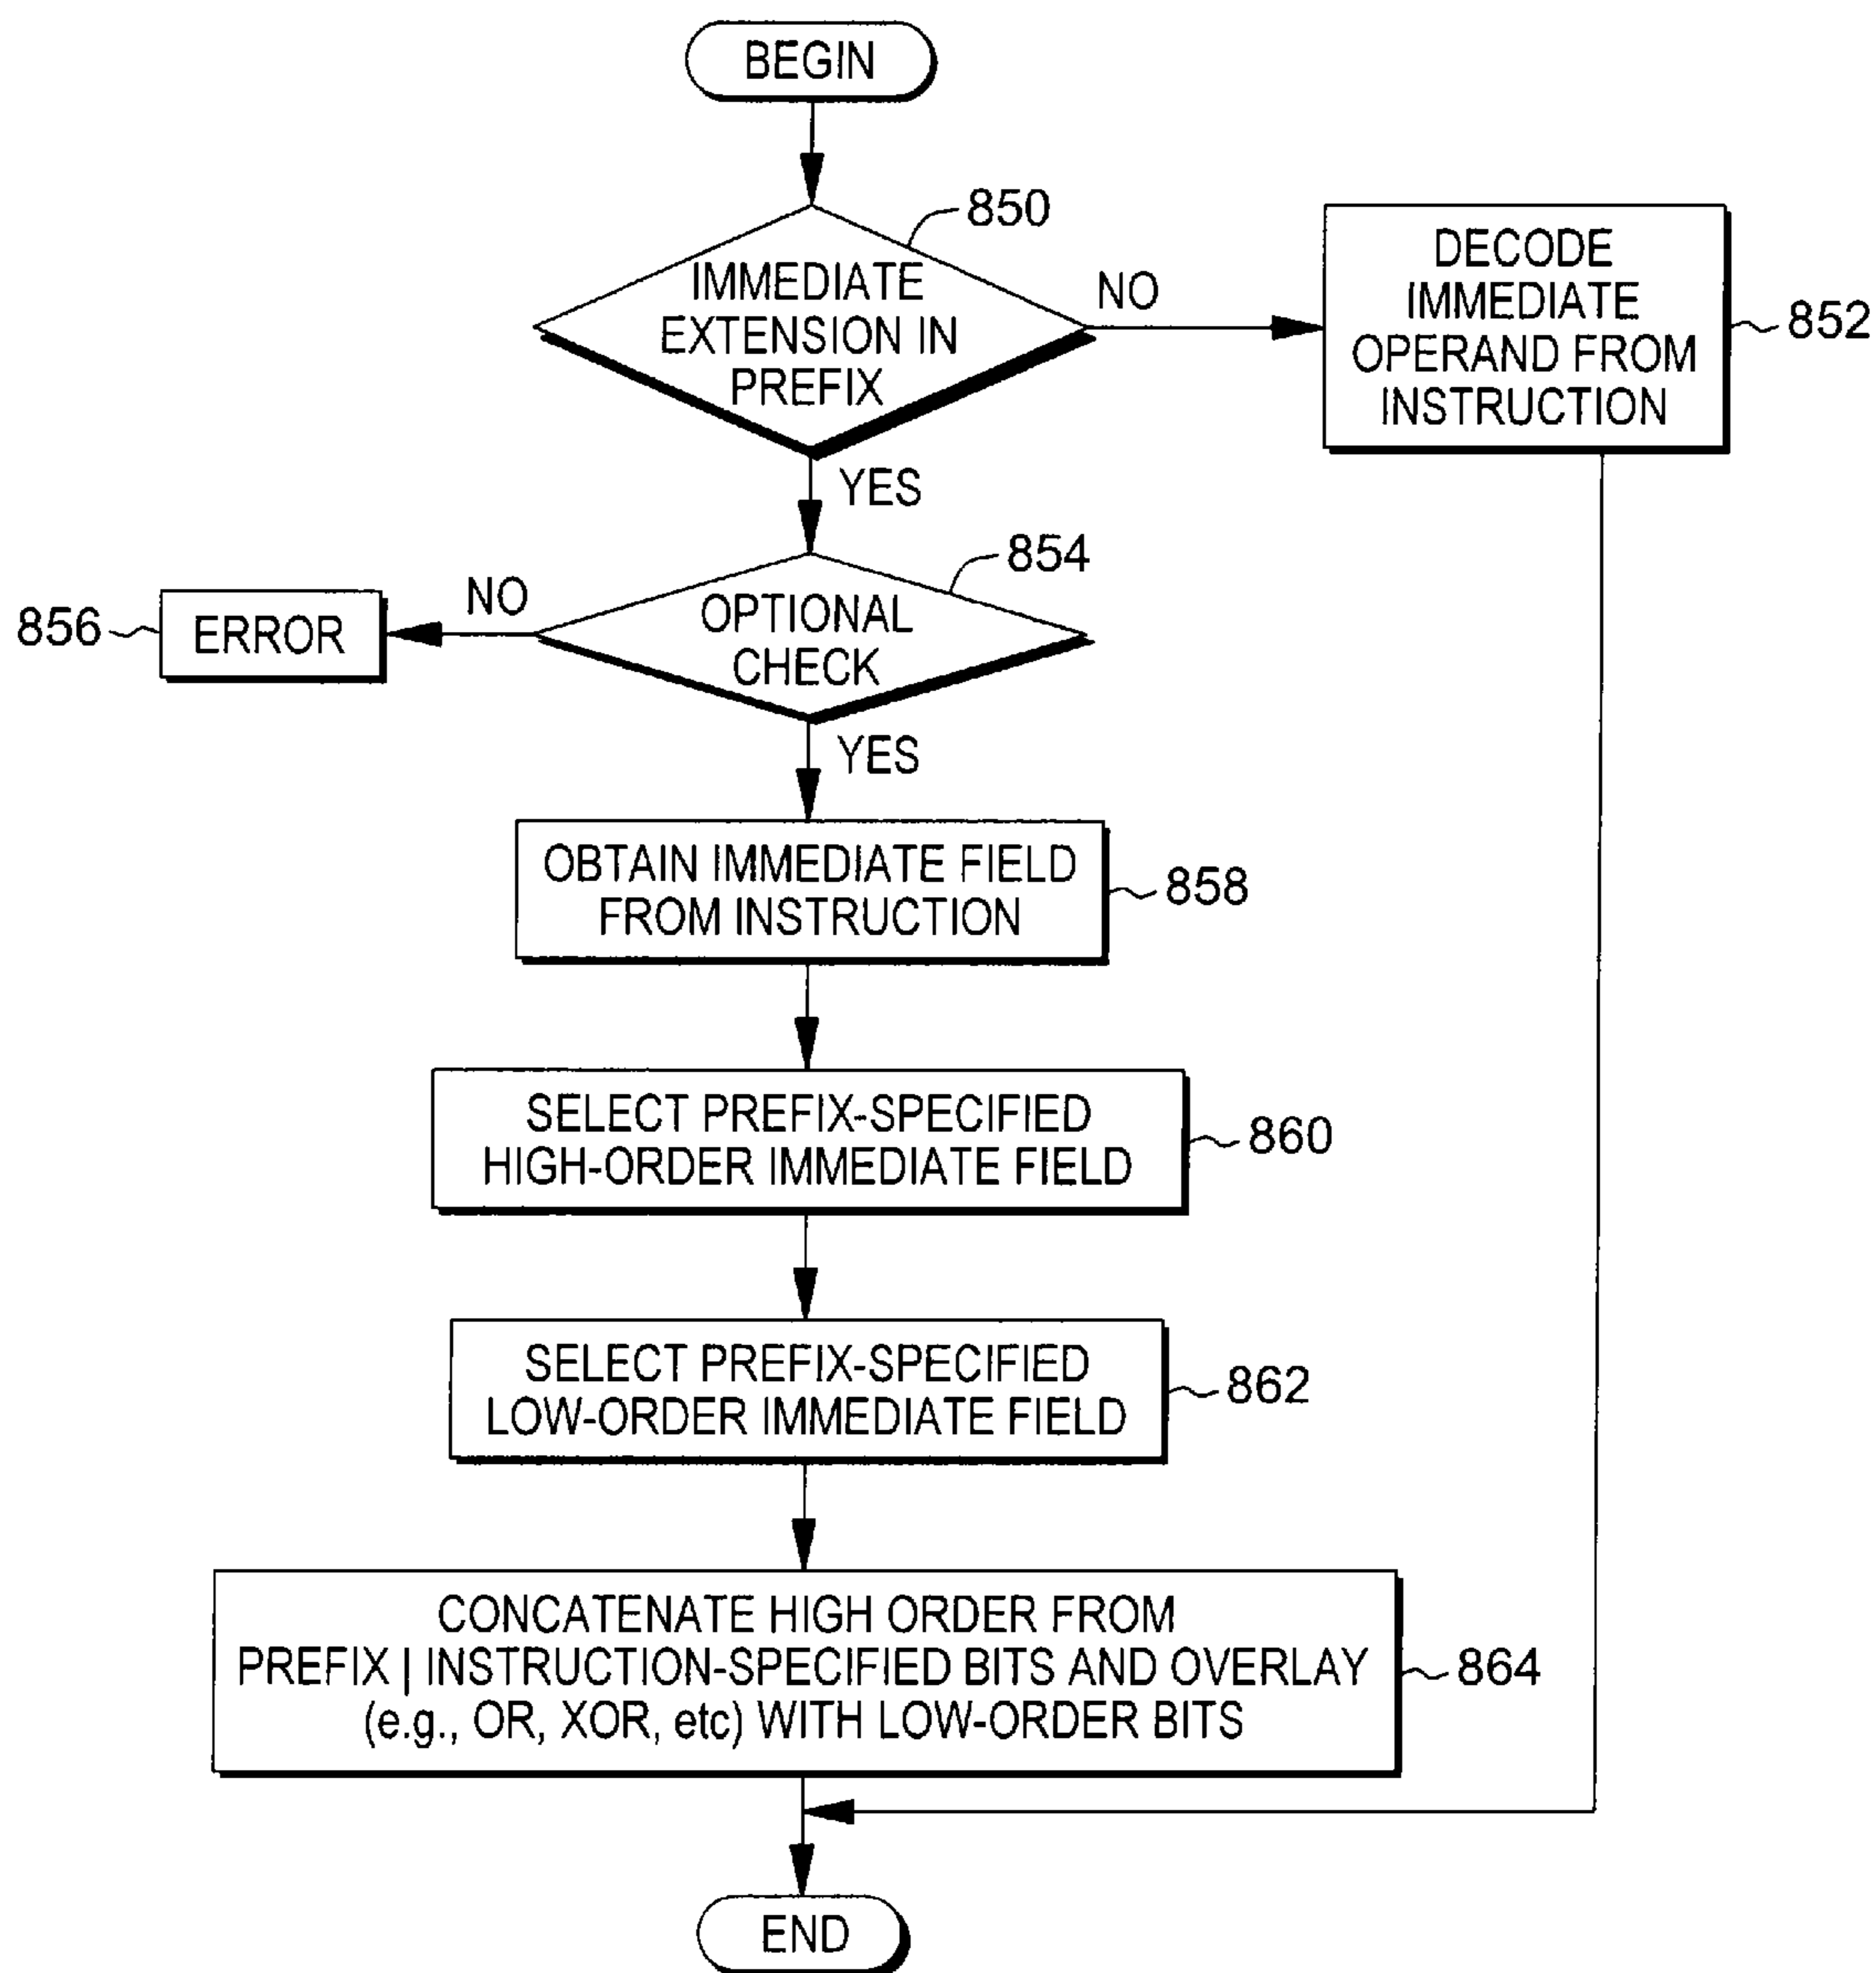 BEGIN
850
IMMEDIATE
EXTENSION IN
PREFIX
NO
DECODE
IMMEDIATE
OPERAND FROM
INSTRUCTION
852
YES
854
OPTIONAL
CHECK
NO
856
ERROR
YES
OBTAIN IMMEDIATE FIELD
FROM INSTRUCTION
858
SELECT PREFIX-SPECIFIED
HIGH-ORDER IMMEDIATE FIELD
860
SELECT PREFIX-SPECIFIED
LOW-ORDER IMMEDIATE FIELD
862
CONCATENATE HIGH ORDER FROM
PREFIX | INSTRUCTION-SPECIFIED BITS AND OVERLAY
(e.g., OR, XOR, etc) WITH LOW-ORDER BITS
864
END